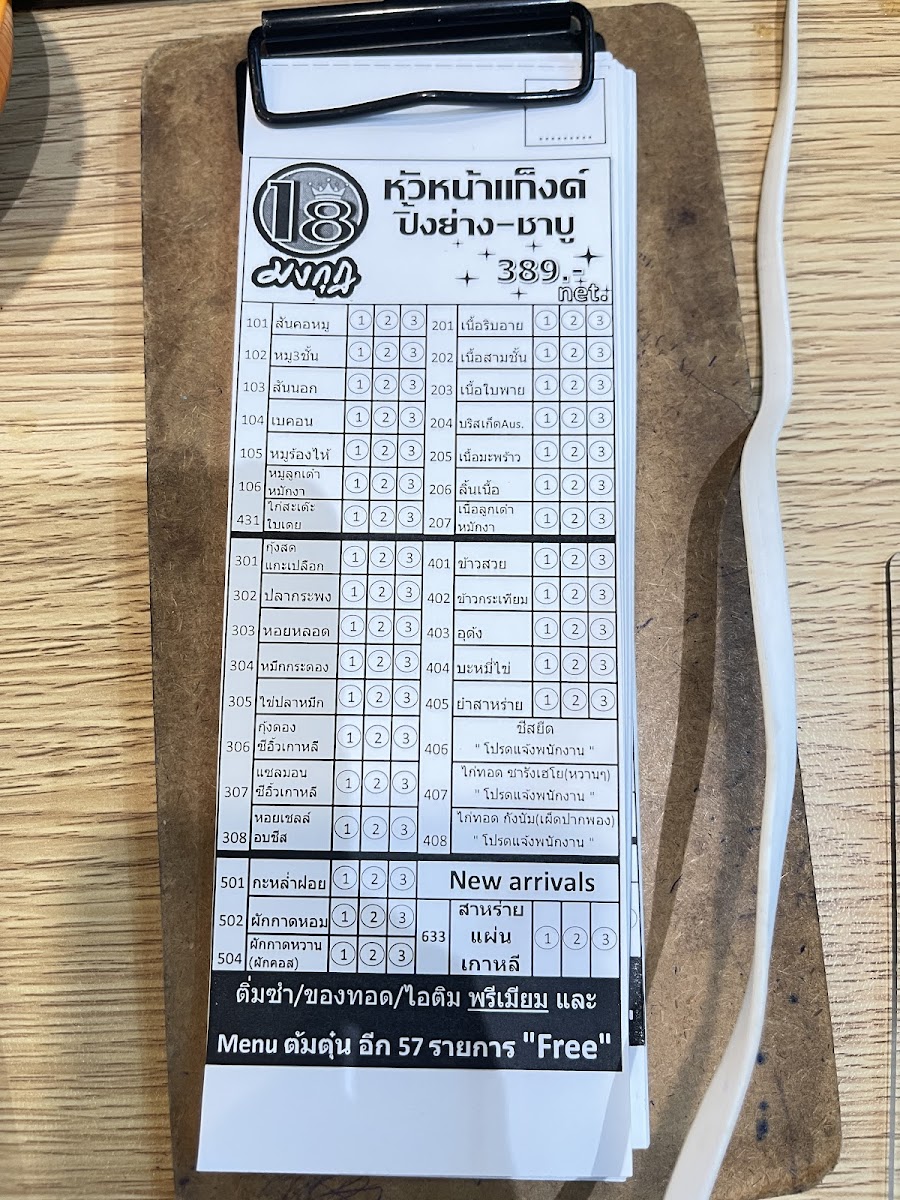 18
มงกุฎ
หัวหน้าแก็งค์
ปิ้งย่าง-ชาบู
389.-
net.
101 สันคอหมู 1 2 3
102 หมู3ชั้น 1 2 3
103 สันนอก 1 2 3
104 เบคอน 1 2 3
105 หมูร้องไห้ 1 2 3
106 หมูลูกเต๋า หมักงา 1 2 3
431 ไก่สะเต๊ะ ใบเตย 1 2 3
201 เนื้อริบอาย 1 2 3
202 เนื้อสามชั้น 1 2 3
203 เนื้อใบพาย 1 2 3
204 บริสเก็ตAus. 1 2 3
205 เนื้อมะพร้าว 1 2 3
206 ลิ้นเนื้อ 1 2 3
207 เนื้อลูกเต๋า หมักงา 1 2 3
301 กุ้งสด แกะเปลือก 1 2 3
302 ปลากระพง 1 2 3
303 หอยหลอด 1 2 3
304 หมึกกระดอง 1 2 3
305 ไข่ปลาหมึก 1 2 3
306 กุ้งดอง ซีอิ้วเกาหลี 1 2 3
307 แซลมอน ซีอิ้วเกาหลี 1 2 3
308 หอยเชลล์ อบชีส 1 2 3
401 ข้าวสวย 1 2 3
402 ข้าวกระเทียม 1 2 3
403 อุด้ง 1 2 3
404 บะหมี่ไข่ 1 2 3
405 ยำสาหร่าย 1 2 3
406 ชีสยืด
" โปรดแจ้งพนักงาน "
407 ไก่ทอด ซารังเฮโย(หวานๆ)
" โปรดแจ้งพนักงาน "
408 ไก่ทอด กังนัม(เผ็ดปากพอง)
" โปรดแจ้งพนักงาน "
501 กะหล่ำฝอย 1 2 3
502 ผักกาดหอม 1 2 3
504 ผักกาดหวาน (ผักคอส) 1 2 3
New arrivals
633 สาหร่าย แผ่น เกาหลี 1 2 3
ติ่มซำ/ของทอด/ไอติม พรีเมียม และ
Menu ต้มตุ๋น อีก 57 รายการ "Free"